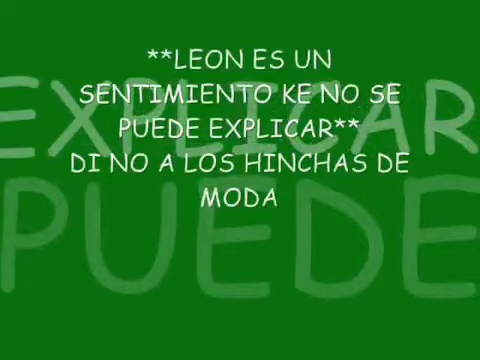 **LEON ES UN
SENTIMIENTO KE NO SE
PUEDE EXPLICAR**
DI NO A LOS HINCHAS DE
MODA
EXPLICAR
PUEDE